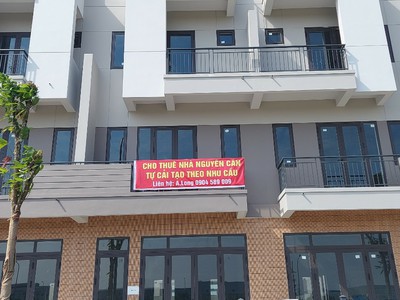 CHO THUÊ NHÀ NGUYÊN CĂN
TỰ CẢI TẠO THEO NHU CẦU
Liên hệ: A.Long 0904 589 009